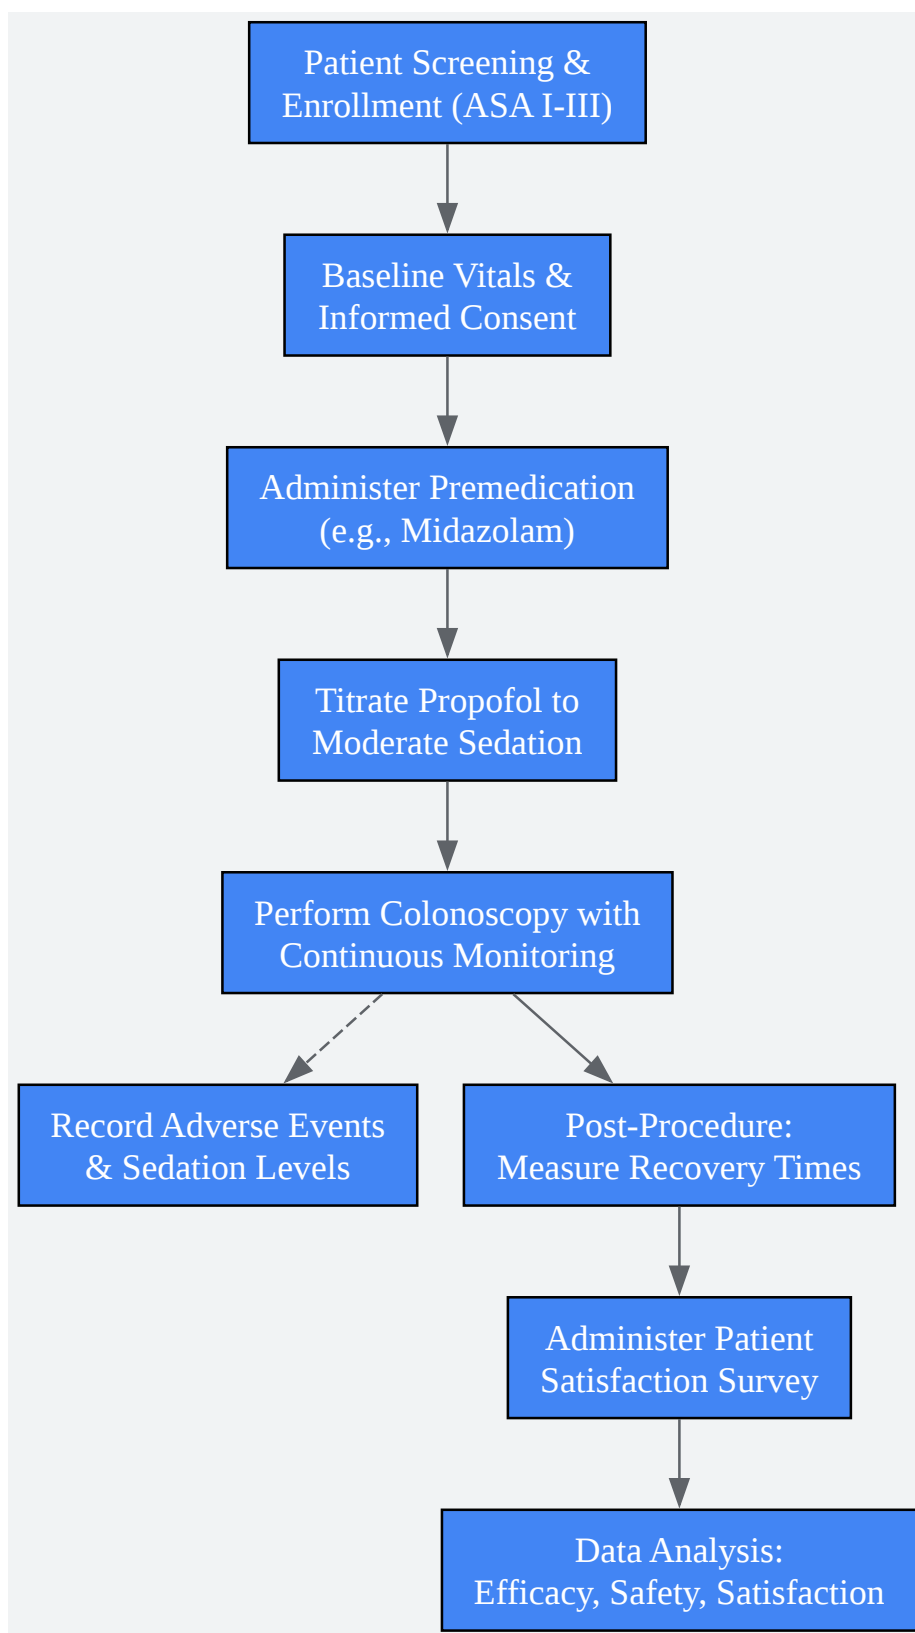 Patient Screening &
Enrollment (ASA I-III)
Baseline Vitals &
Informed Consent
Administer Premedication
(e.g., Midazolam)
Titrate Propofol to
Moderate Sedation
Perform Colonoscopy with
Continuous Monitoring
Record Adverse Events
& Sedation Levels
Post-Procedure:
Measure Recovery Times
Administer Patient
Satisfaction Survey
Data Analysis:
Efficacy, Safety, Satisfaction